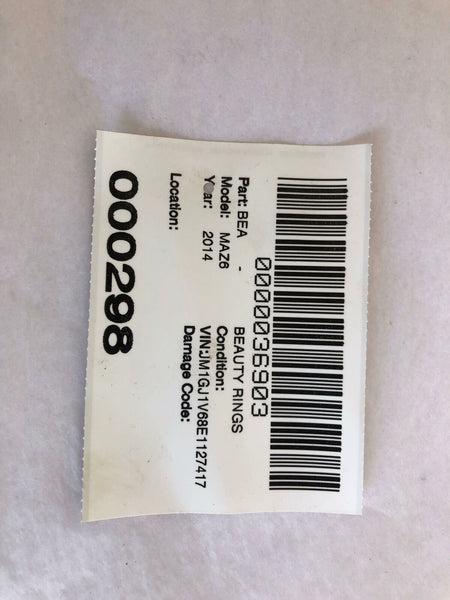 0000036903
Part: BEA - BEAUTY RINGS
Model: MAZ6 Condition:
Year: 2014 VIN:JM1GJ1V68E1127417
Damage Code:
Location:
000298